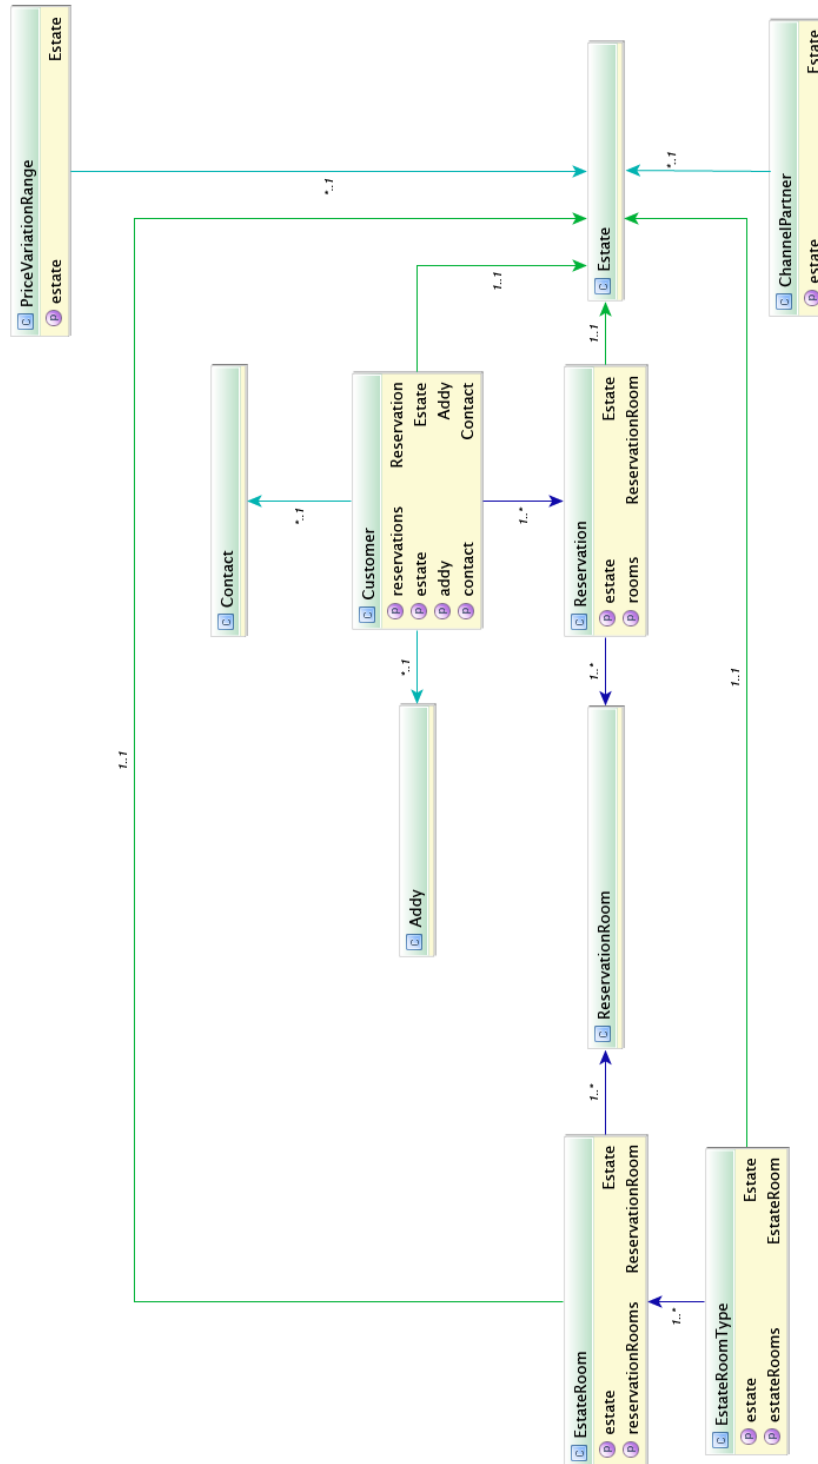 C PriceVariationRange
P estate Estate
*..1
1..1
C Contact
*..1
C Customer
P reservations Reservation
P estate Estate
P addy Addy
P contact Contact
1..1
*..1
C Addy
1..*
C Estate
1..1
C Reservation
P estate Estate
P rooms ReservationRoom
1..*
C ReservationRoom
1..*
C EstateRoom
P estate Estate
P reservationRooms ReservationRoom
*..1
1..1
1..*
C EstateRoomType
P estate Estate
P estateRooms EstateRoom
C ChannelPartner
P estate Estate